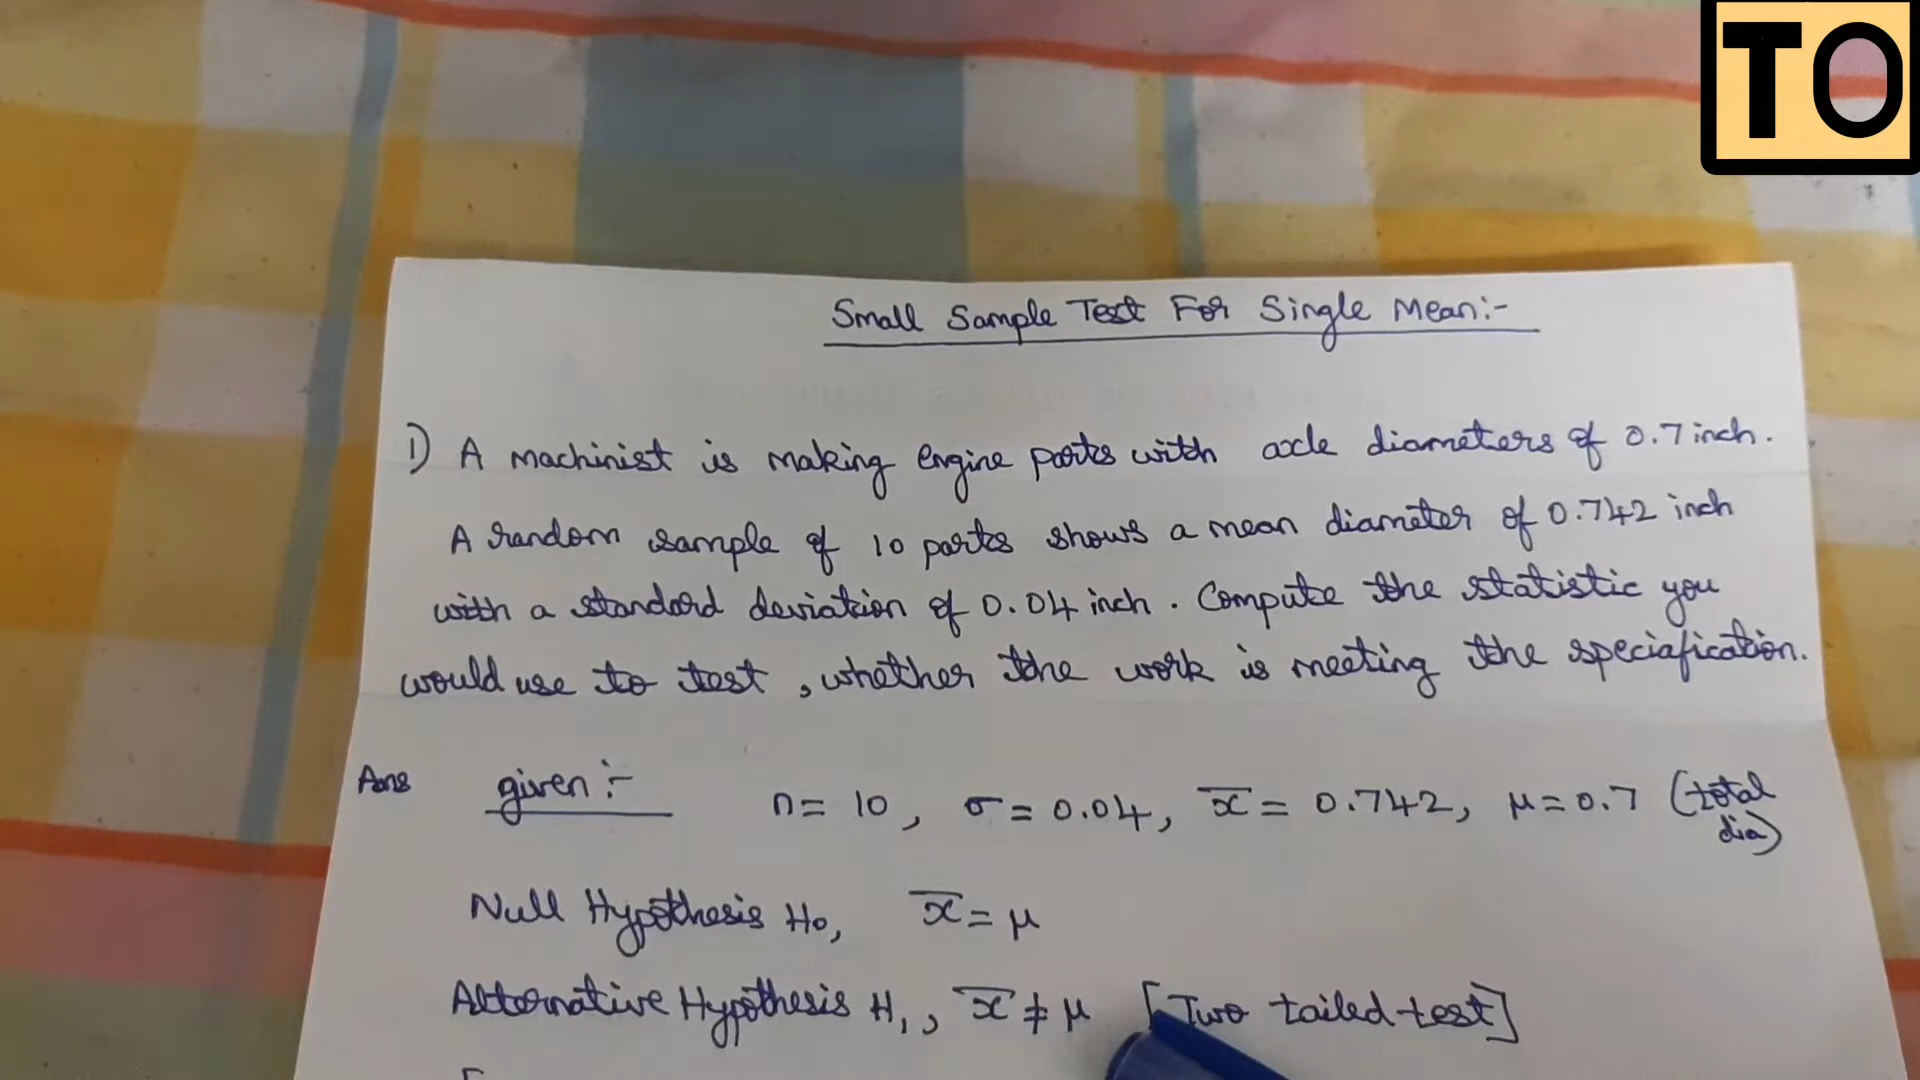 TO
Small Sample Test For Single Mean:-
1) A machinist is making engine parts with axle diameters of 0.7 inch.
A random sample of 10 parts shows a mean diameter of 0.742 inch
with a standard deviation of 0.04 inch. Compute the statistic you
would use to test, whether the work is meeting the speciafication.
Ans given:- n= 10, σ = 0.04, x̄ = 0.742, μ = 0.7 (total
dia)
Null Hypothesis H₀, x̄ = μ
Alternative Hypothesis H₁, x̄ ≠ μ [Two tailed test]